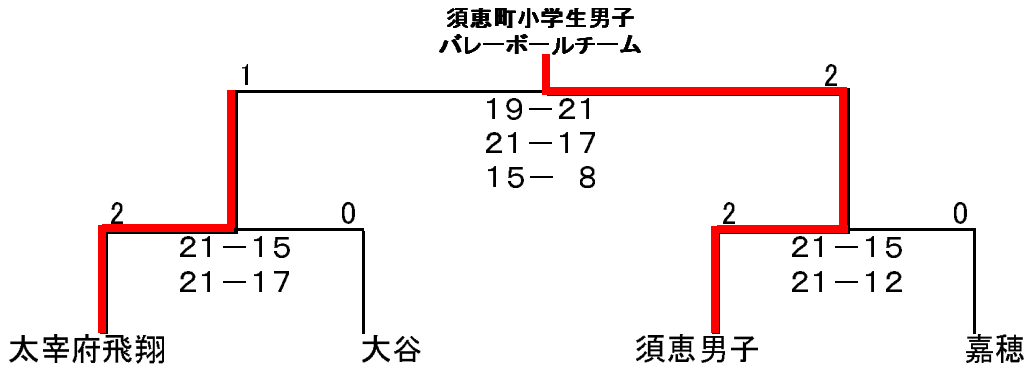 須恵町小学生男子
バレーボールチーム
1
2
19－21
21－17
15－ 8
2
0
2
0
21－15
21－17
21－15
21－12
太宰府飛翔
大谷
須恵男子
嘉穂